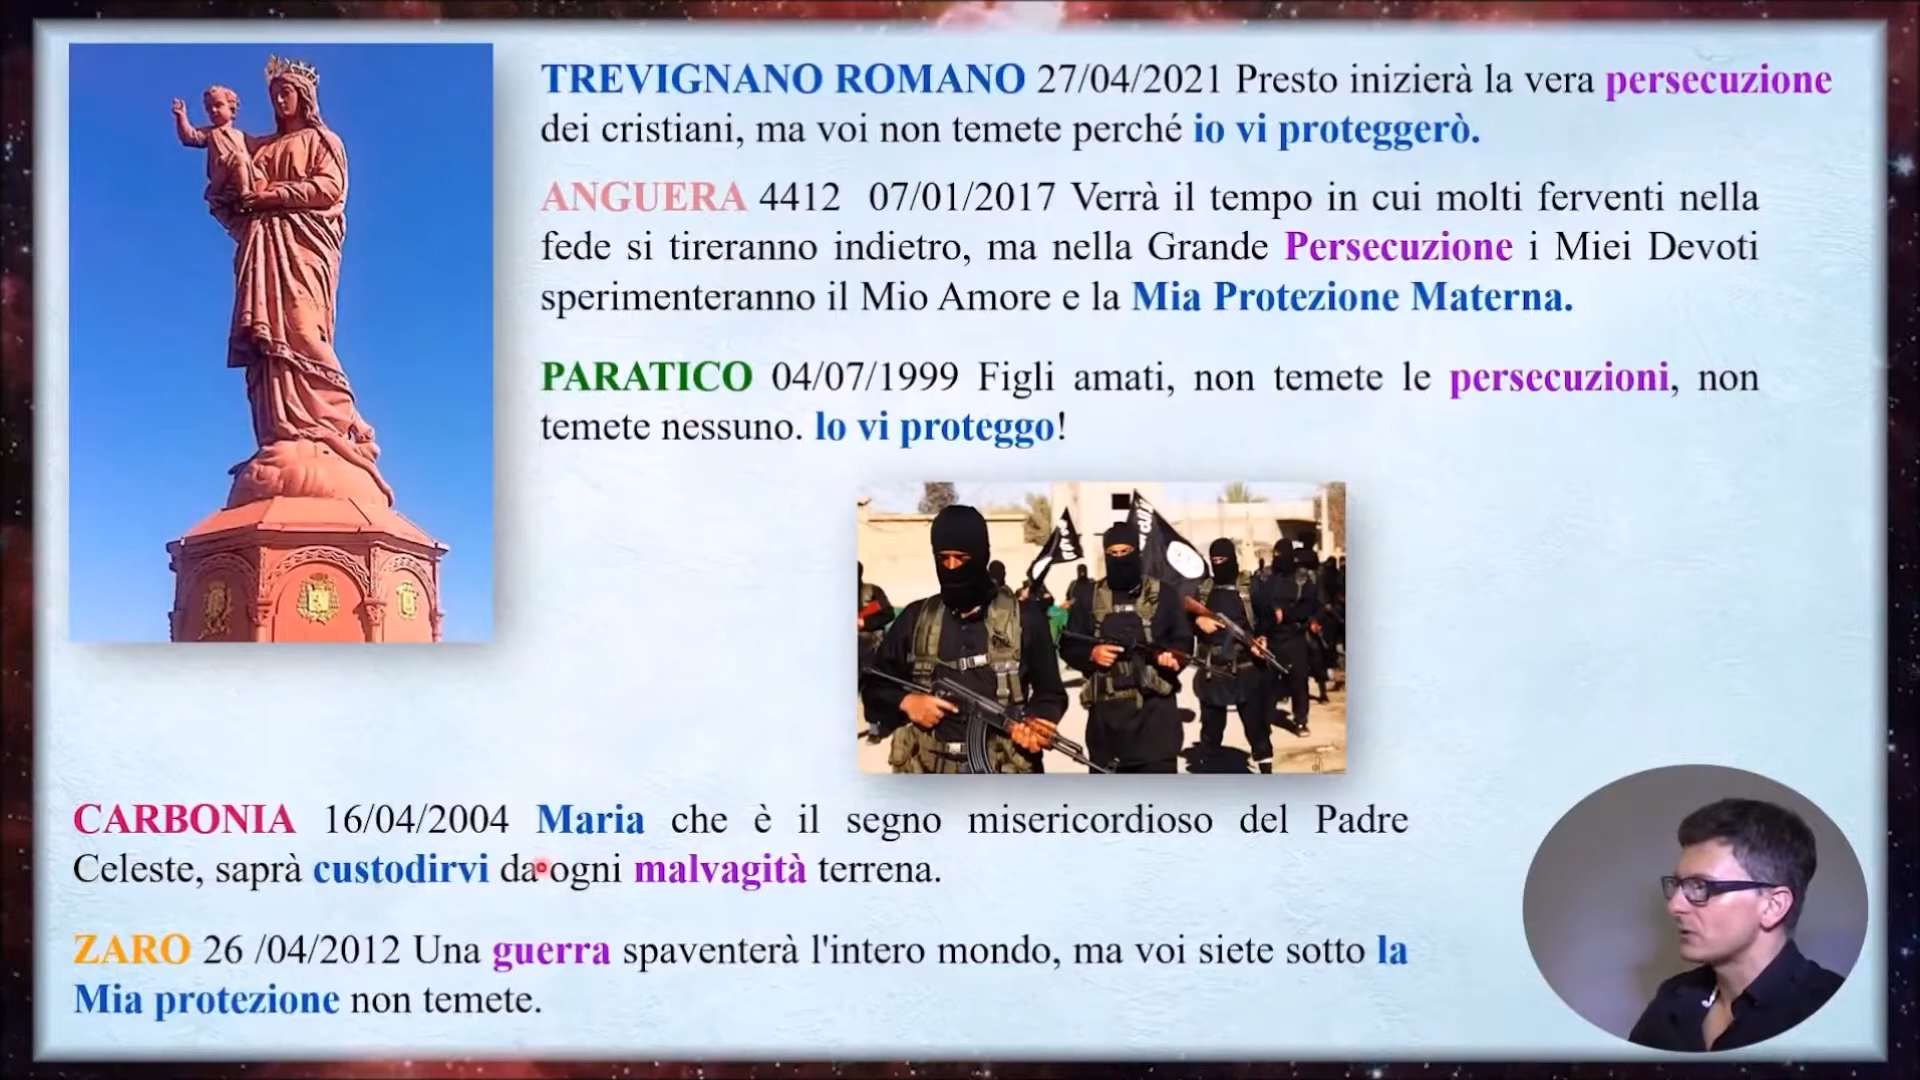 TREVIGNANO ROMANO 27/04/2021 Presto inizierà la vera persecuzione
dei cristiani, ma voi non temete perché io vi proteggerò.
ANGUERA 4412 07/01/2017 Verrà il tempo in cui molti ferventi nella
fede si tireranno indietro, ma nella Grande Persecuzione i Miei Devoti
sperimenteranno il Mio Amore e la Mia Protezione Materna.
PARATICO 04/07/1999 Figli amati, non temete le persecuzioni, non
temete nessuno. lo vi proteggo!
CARBONIA 16/04/2004 Maria che è il segno misericordioso del Padre
Celeste, saprà custodirvi da ogni malvagità terrena.
ZARO 26 /04/2012 Una guerra spaventerà l'intero mondo, ma voi siete sotto la
Mia protezione non temete.